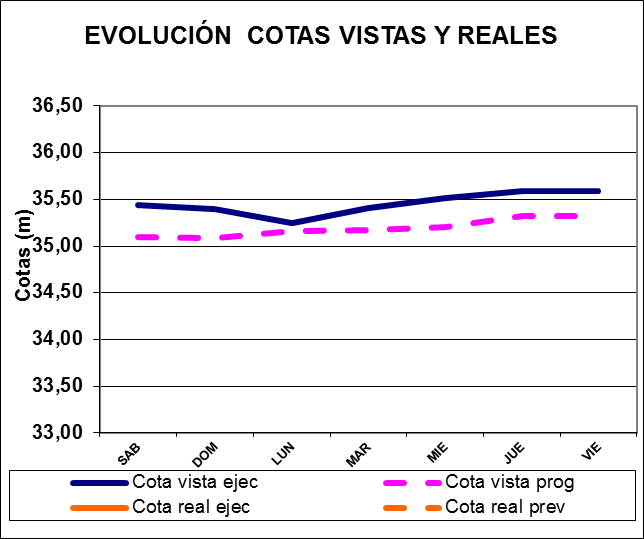 EVOLUCIÓN  COTAS VISTAS Y REALES
36,50
36,00
35,50
35,00
34,50
34,00
33,50
33,00
Cotas (m)
SAB DOM LUN MAR MIE JUE VIE
Cota vista ejec Cota vista prog
Cota real ejec Cota real prev